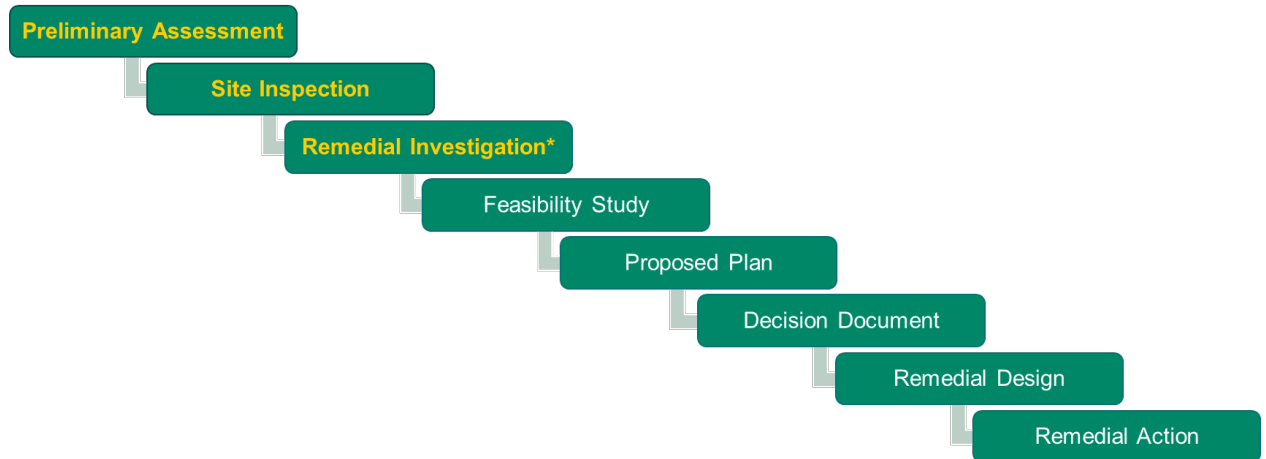 Preliminary Assessment
Site Inspection
Remedial Investigation*
Feasibility Study
Proposed Plan
Decision Document
Remedial Design
Remedial Action